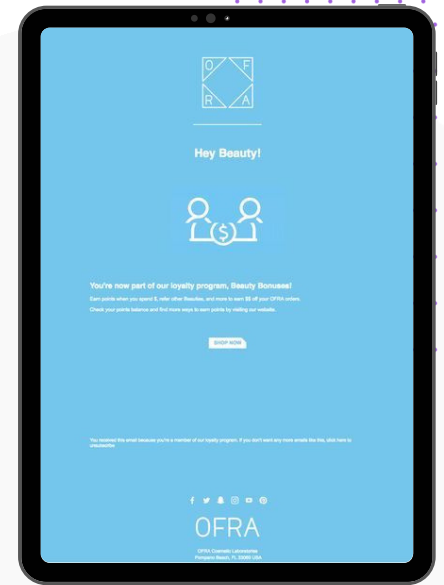 O F
R A
Hey Beauty!
$
You're now part of our loyalty program, Beauty Bonuses!
Earn points when you spend $, refer other Beauties, and more to earn $$ off your OFRA orders.
Check your points balance and find more ways to earn points by visiting our website.
SHOP NOW
You received this email because you're a member of our loyalty program. If you don't want any more emails like this, click here to
unsubscribe
OFRA
OFRA Cosmetic Laboratories
Pompano Beach, FL 33069 USA